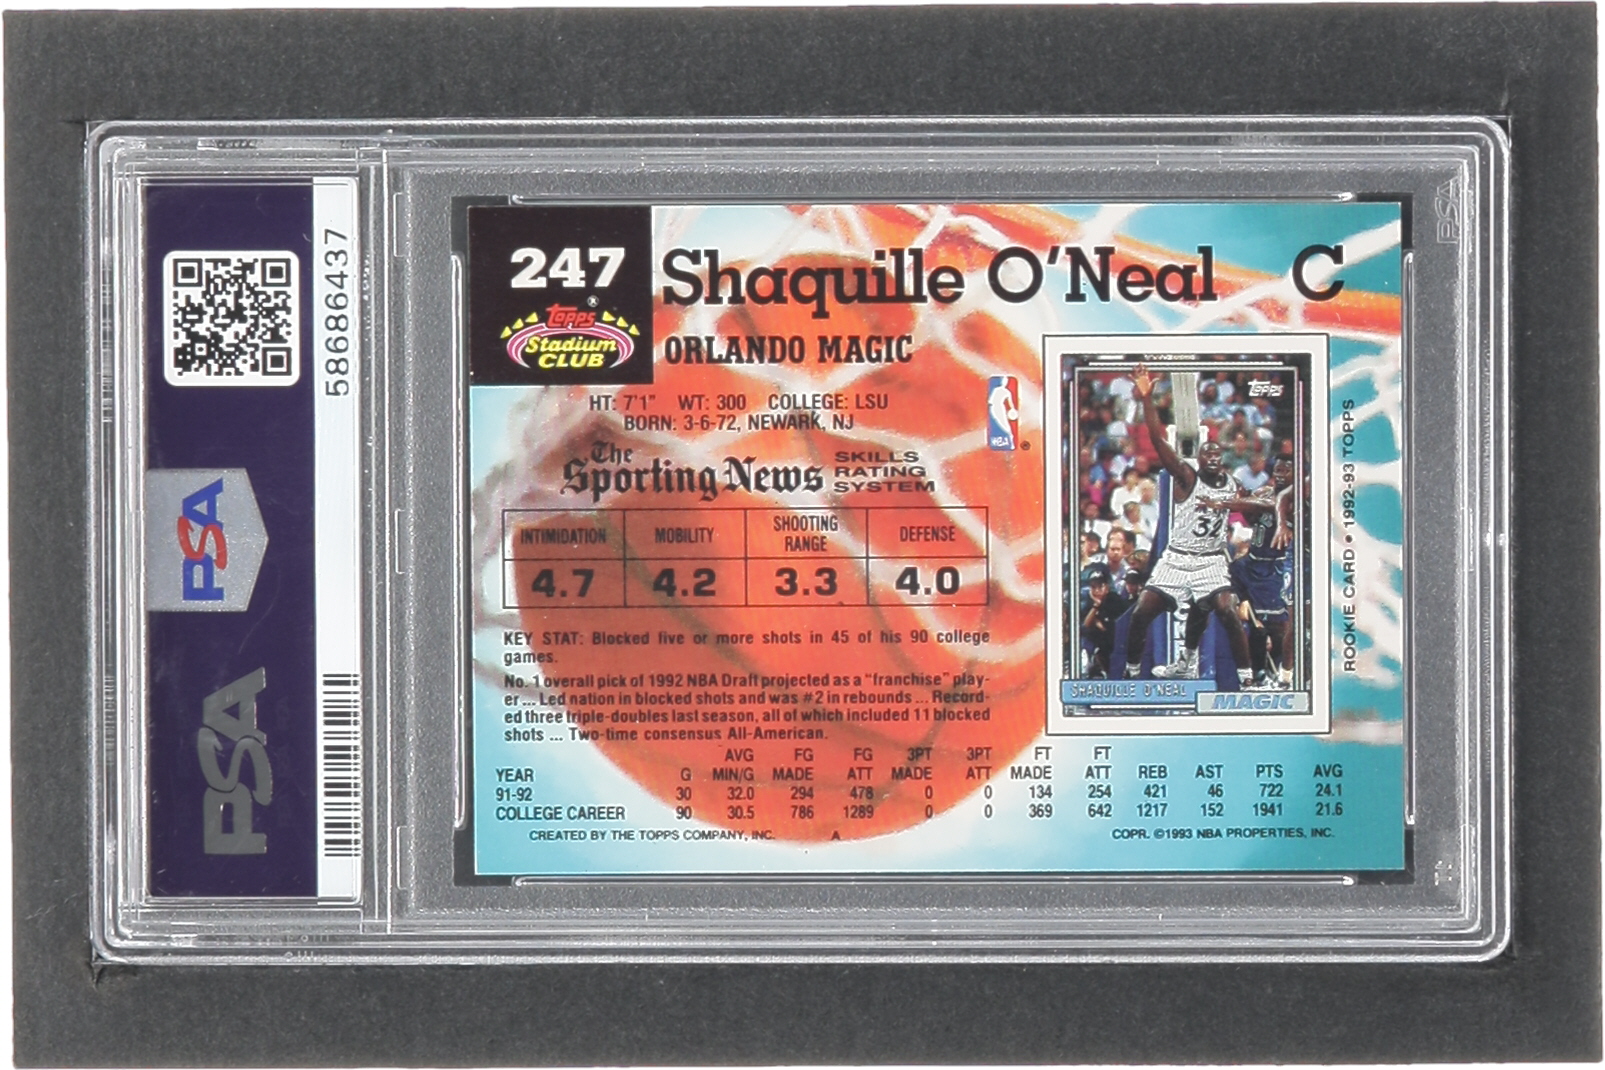 58686437
PSA
PSA
PSA
247
Topps
Stadium
CLUB
®
Shaquille O'Neal C
ORLANDO MAGIC
HT: 7'1" WT: 300 COLLEGE: LSU
BORN: 3-6-72, NEWARK, NJ
NBA
®
The
Sporting News
SKILLS
RATING
SYSTEM
INTIMIDATION MOBILITY SHOOTING RANGE DEFENSE
4.7 4.2 3.3 4.0
KEY STAT: Blocked five or more shots in 45 of his 90 college
games.
No. 1 overall pick of 1992 NBA Draft projected as a "franchise" play-
er ... Led nation in blocked shots and was #2 in rebounds ... Record-
ed three triple-doubles last season, all of which included 11 blocked
shots ... Two-time consensus All-American.
TOPPS
32
SHAQUILLE O'NEAL
MAGIC
ROOKIE CARD • 1992-93 TOPPS
AVG FG FG 3PT 3PT FT FT
YEAR G MIN/G MADE ATT MADE ATT MADE ATT REB AST PTS AVG
91-92 30 32.0 294 478 0 0 134 254 421 46 722 24.1
COLLEGE CAREER 90 30.5 786 1289 0 0 369 642 1217 152 1941 21.6
CREATED BY THE TOPPS COMPANY, INC. A COPR. ©1993 NBA PROPERTIES, INC.